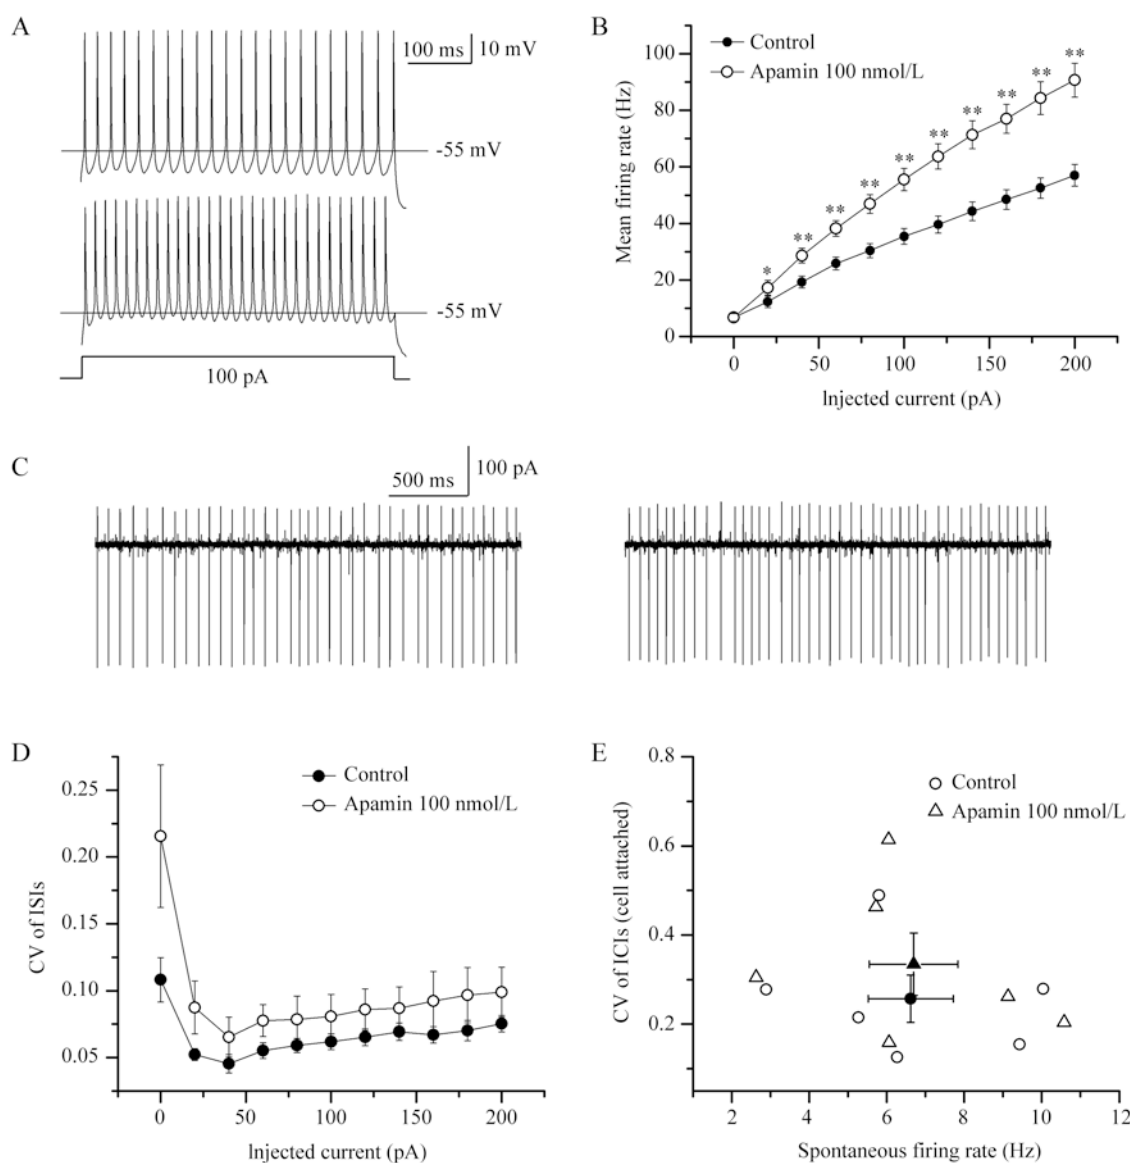 A
100 ms
10 mV
-55 mV
-55 mV
100 pA
B
Control
Apamin 100 nmol/L
Mean firing rate (Hz)
100
80
60
40
20
0
*
**
**
**
**
**
**
**
**
**
0 50 100 150 200
Injected current (pA)
C
500 ms
100 pA
D
Control
Apamin 100 nmol/L
CV of ISIs
0.25
0.20
0.15
0.10
0.05
0 50 100 150 200
Injected current (pA)
E
Control
Apamin 100 nmol/L
CV of ICIs (cell attached)
0.8
0.6
0.4
0.2
2 4 6 8 10 12
Spontaneous firing rate (Hz)